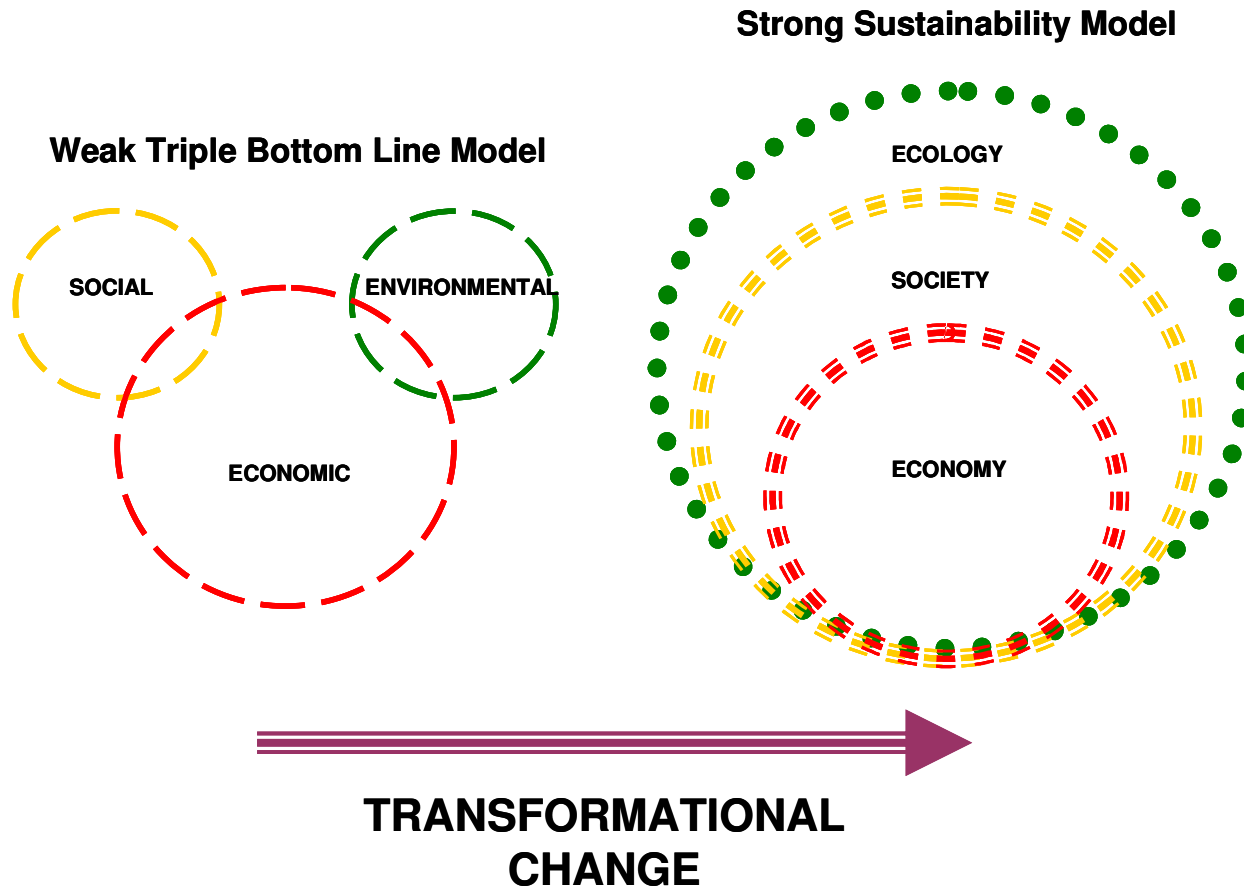 Strong Sustainability Model
Weak Triple Bottom Line Model
ECOLOGY
SOCIAL
ENVIRONMENTAL
SOCIETY
ECONOMIC
ECONOMY
TRANSFORMATIONAL
CHANGE